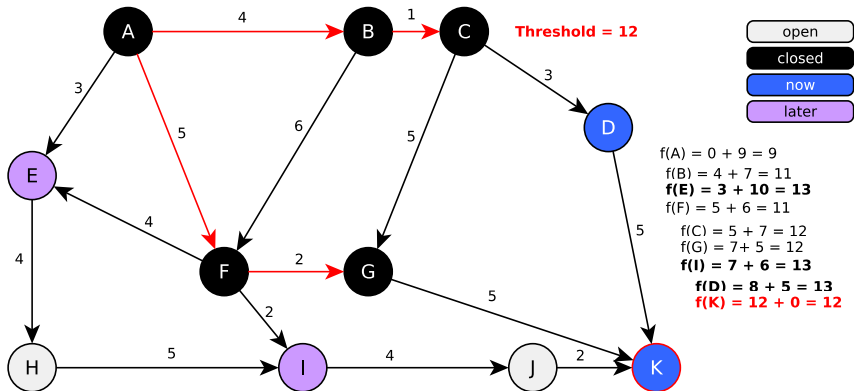 A
4
B
1
C
Threshold = 12
open
closed
now
later
3
5
6
5
3
D
E
4
F
2
G
4
2
5
5
H
5
I
4
J
2
K
f(A) = 0 + 9 = 9
f(B) = 4 + 7 = 11
f(E) = 3 + 10 = 13
f(F) = 5 + 6 = 11
f(C) = 5 + 7 = 12
f(G) = 7+ 5 = 12
f(I) = 7 + 6 = 13
f(D) = 8 + 5 = 13
f(K) = 12 + 0 = 12